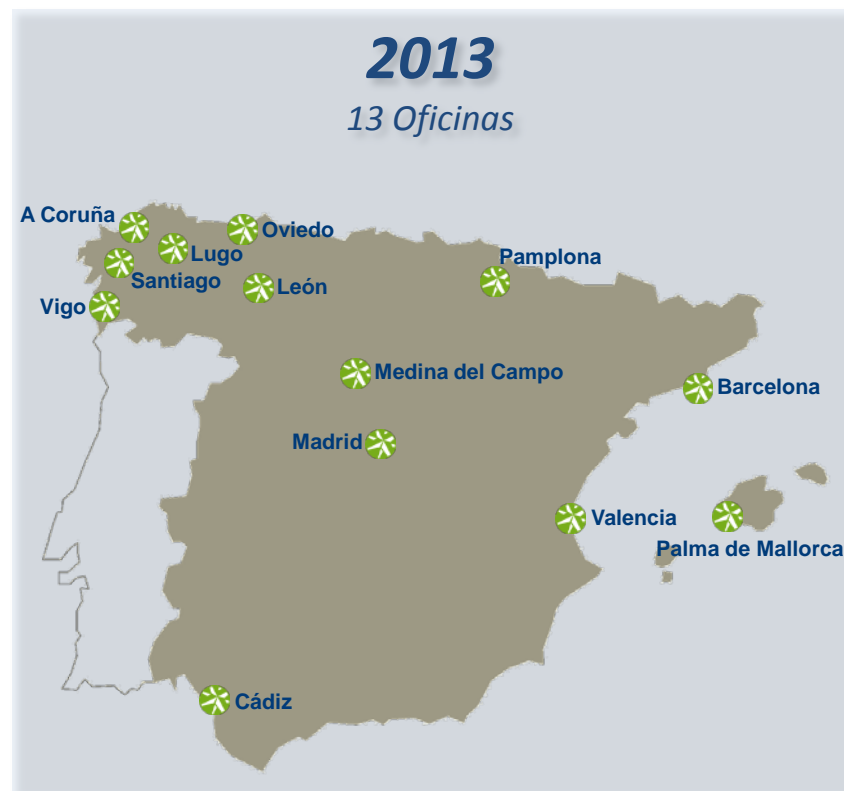 2013
13 Oficinas
A Coruña
Oviedo
Lugo
Pamplona
Santiago
León
Vigo
Medina del Campo
Barcelona
Madrid
Valencia
Palma de Mallorca
Cádiz